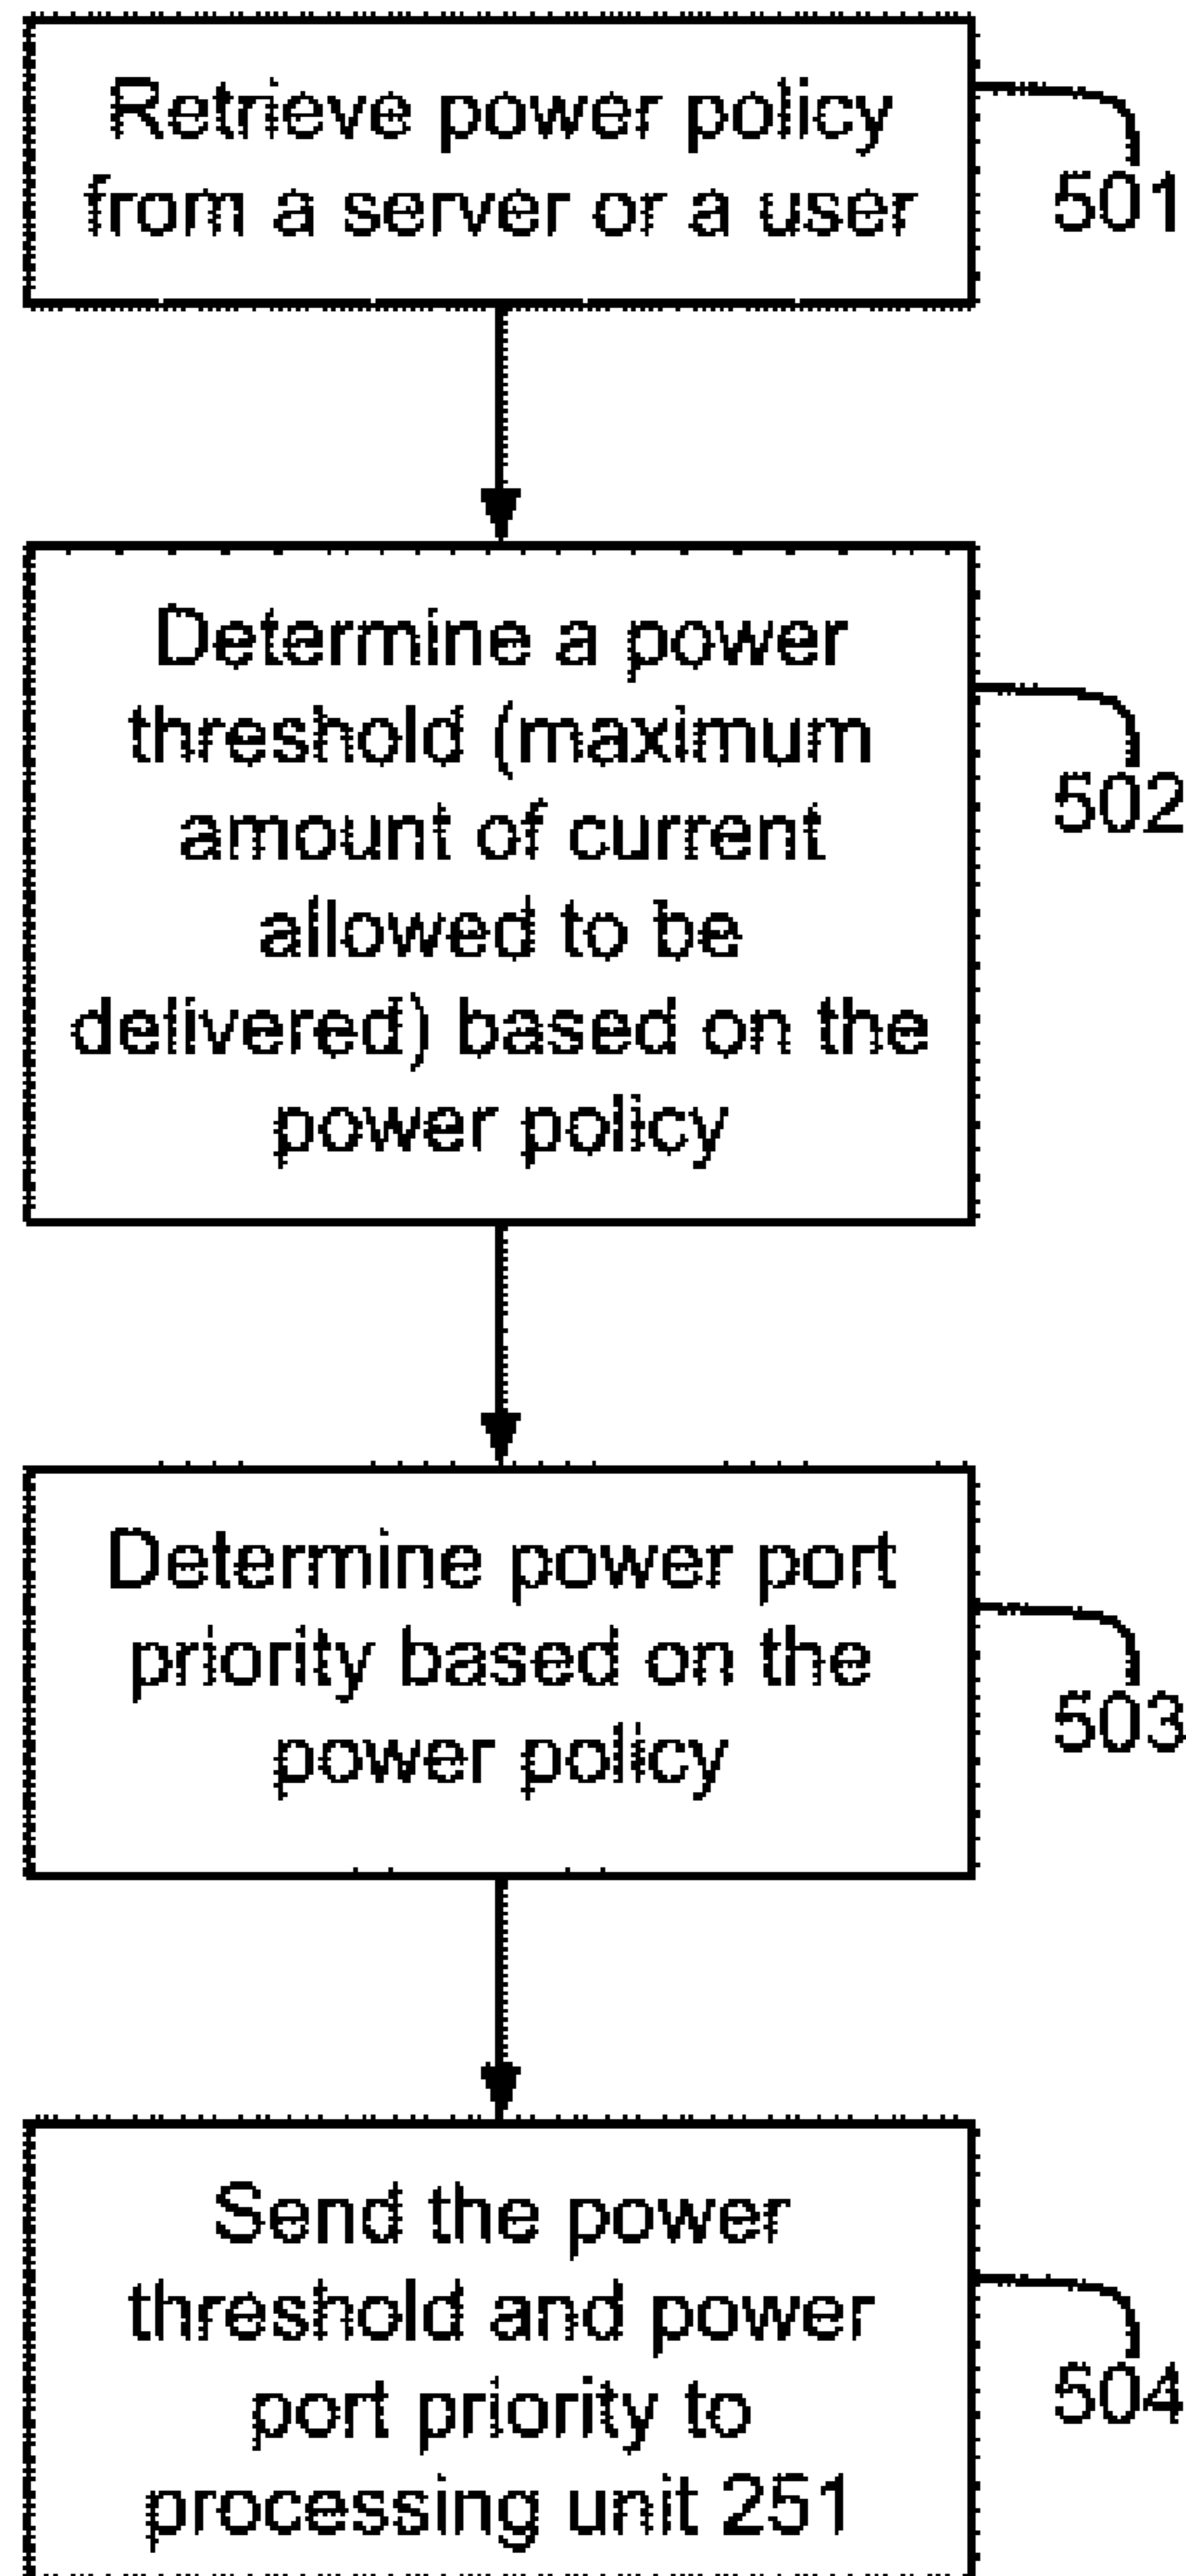 Retrieve power policy
from a server or a user
501
Determine a power
threshold (maximum
amount of current
allowed to be
delivered) based on the
power policy
502
Determine power port
priority based on the
power policy
503
Send the power
threshold and power
port priority to
processing unit 251
504